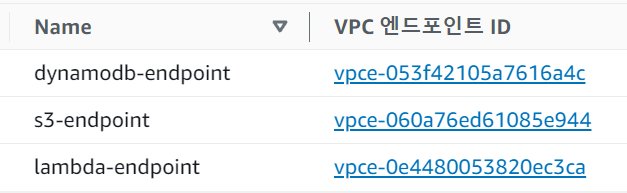 Name VPC 엔드포인트 ID
dynamodb-endpoint vpce-053f42105a7616a4c
s3-endpoint vpce-060a76ed61085e944
lambda-endpoint vpce-0e4480053820ec3ca